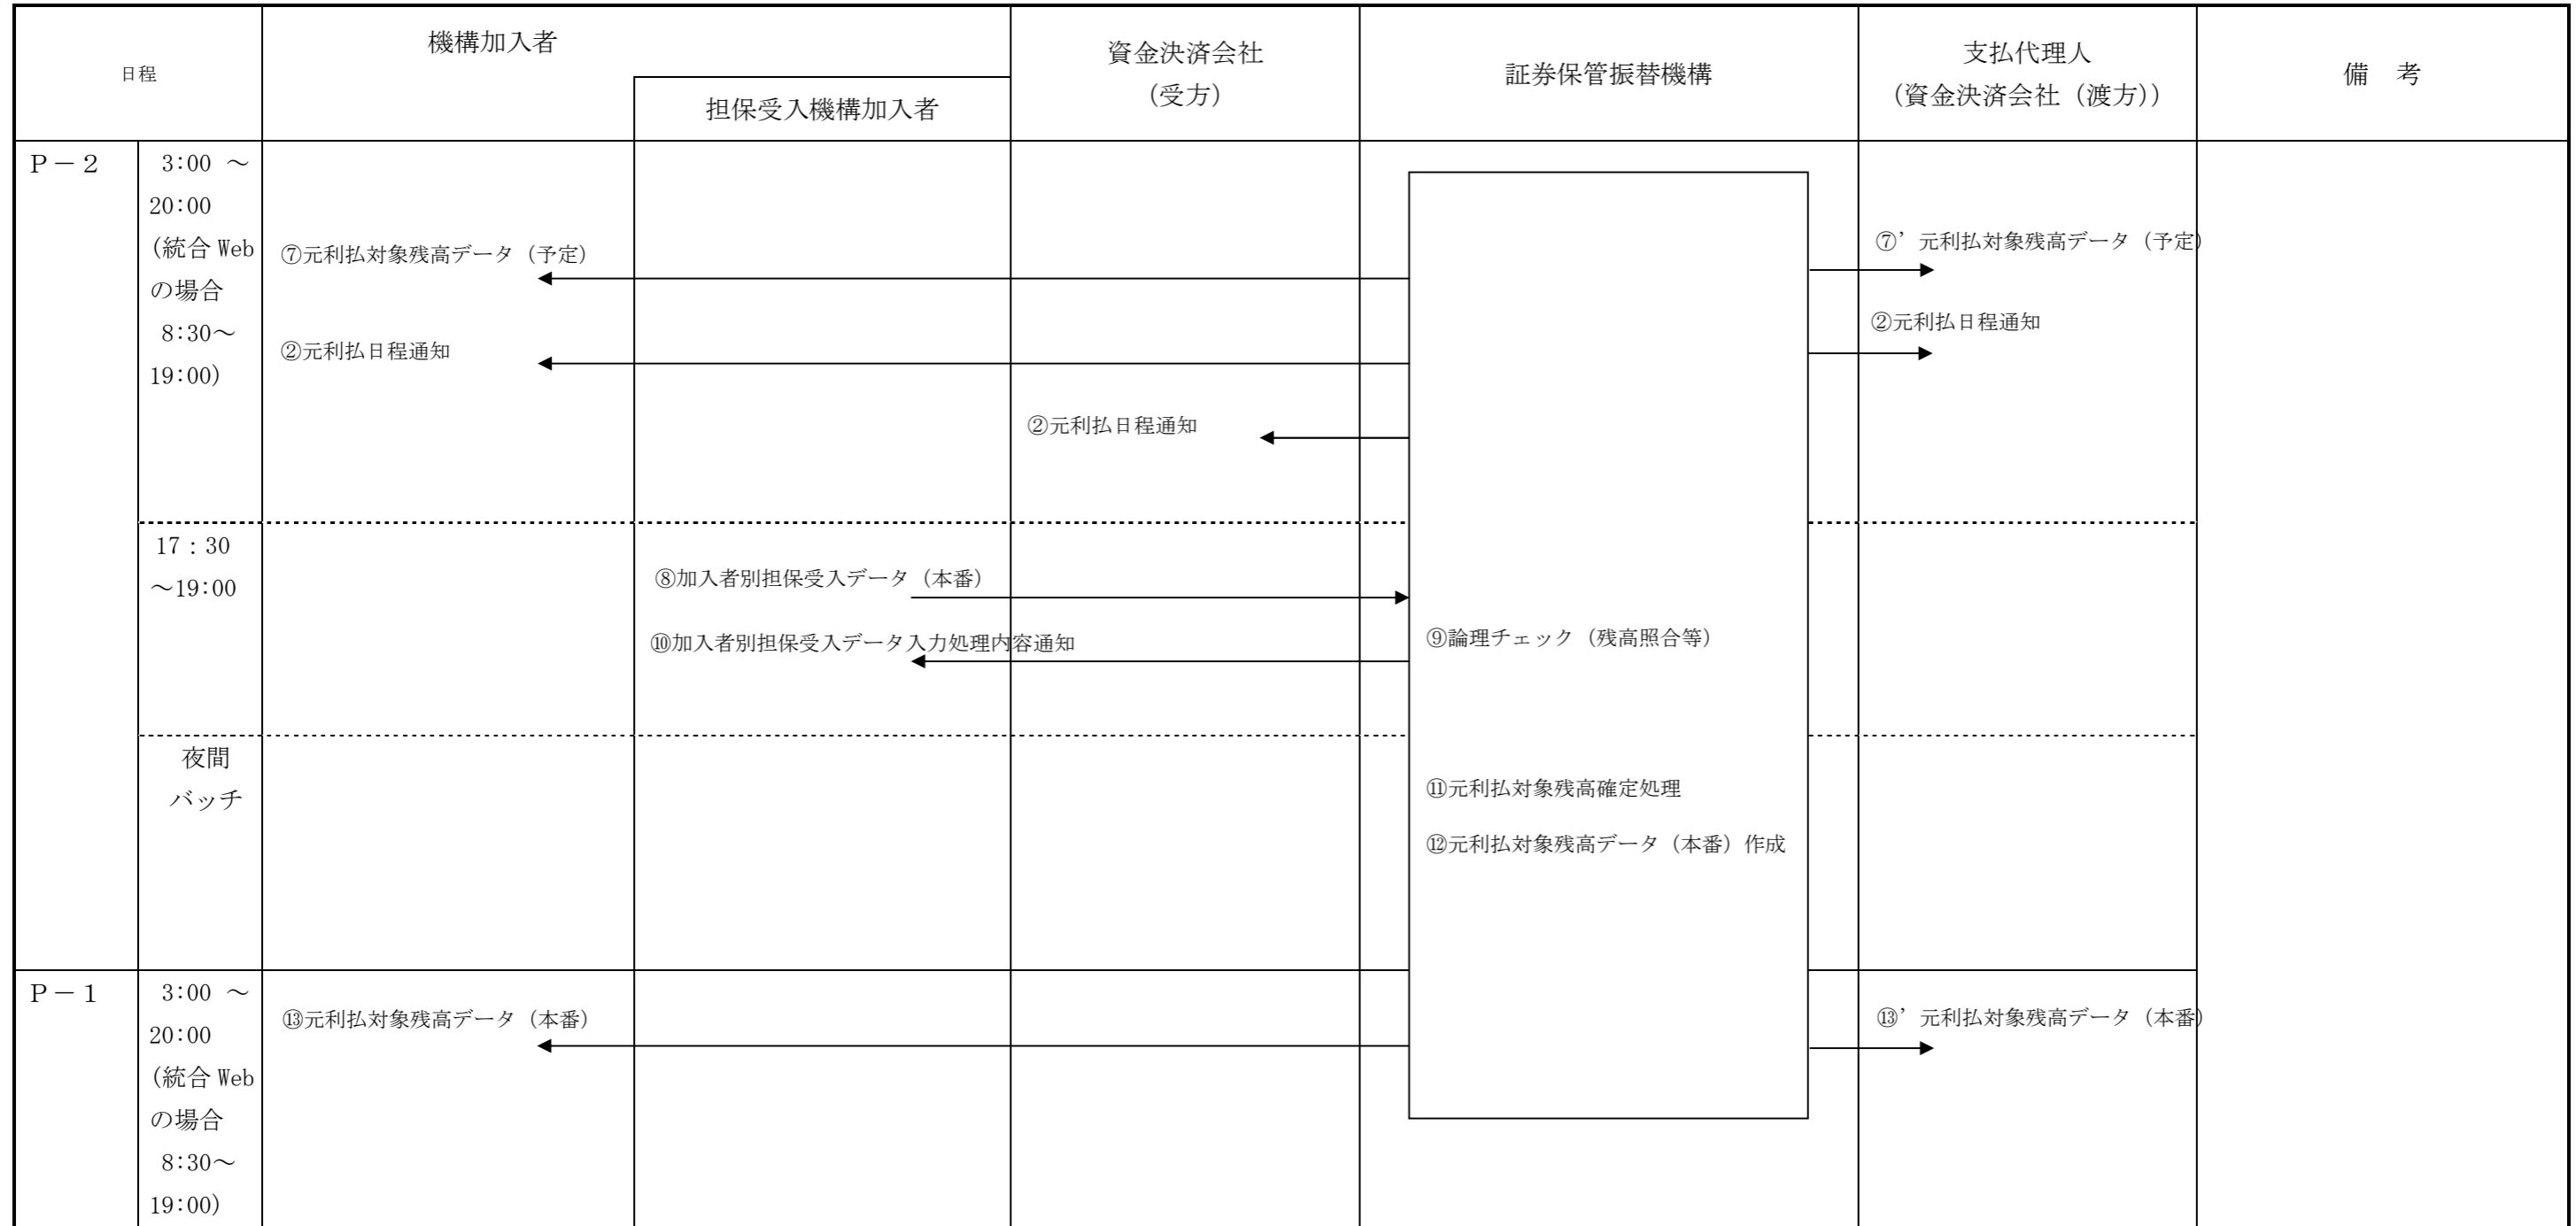 日程
機構加入者
担保受入機構加入者
資金決済会社
（受方）
証券保管振替機構
支払代理人
（資金決済会社（渡方））
備　考
Ｐ－２
3:00 ～
20:00
（統合 Web
の場合
8:30～
19:00）
⑦元利払対象残高データ（予定）
⑦’元利払対象残高データ（予定）
②元利払日程通知
②元利払日程通知
②元利払日程通知
17：30
～19:00
⑧加入者別担保受入データ（本番）
⑨論理チェック（残高照合等）
⑩加入者別担保受入データ入力処理内容通知
夜間
バッチ
⑪元利払対象残高確定処理
⑫元利払対象残高データ（本番）作成
Ｐ－１
3:00 ～
20:00
（統合 Web
の場合
8:30～
19:00）
⑬元利払対象残高データ（本番）
⑬’元利払対象残高データ（本番）